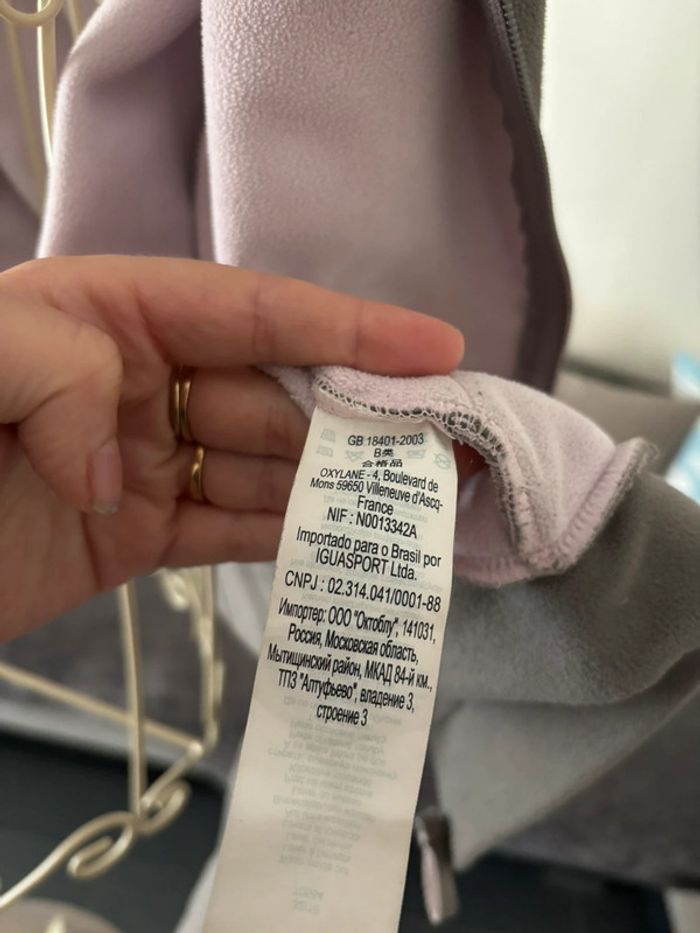 GB 18401-2003
B类
合格品
OXYLANE - 4, Boulevard de
Mons 59650 Villeneuve d'Ascq-
France
NIF : N0013342A
Importado para o Brasil por
IGUASPORT Ltda.
CNPJ : 02.314.041/0001-88
Импортер: ООО "Октоблу", 141031,
Россия, Московская область,
Мытищинский район, МКАД 84-й км.,
ТПЗ "Алтуфьево", владение 3,
строение 3